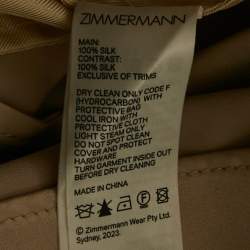 ZIMMERMANN
MAIN:
100% SILK
CONTRAST:
100% SILK
EXCLUSIVE OF TRIMS
DRY CLEAN ONLY CODE F
(HYDROCARBON) WITH
PROTECTIVE BAG
COOL IRON WITH
PROTECTIVE CLOTH
LIGHT STEAM ONLY
DO NOT SPOT CLEAN
COVER AND PROTECT
HARDWARE
TURN GARMENT INSIDE OUT
BEFORE DRY CLEANING
MADE IN CHINA
© Zimmermann Wear Pty Ltd.
Sydney, 2023.